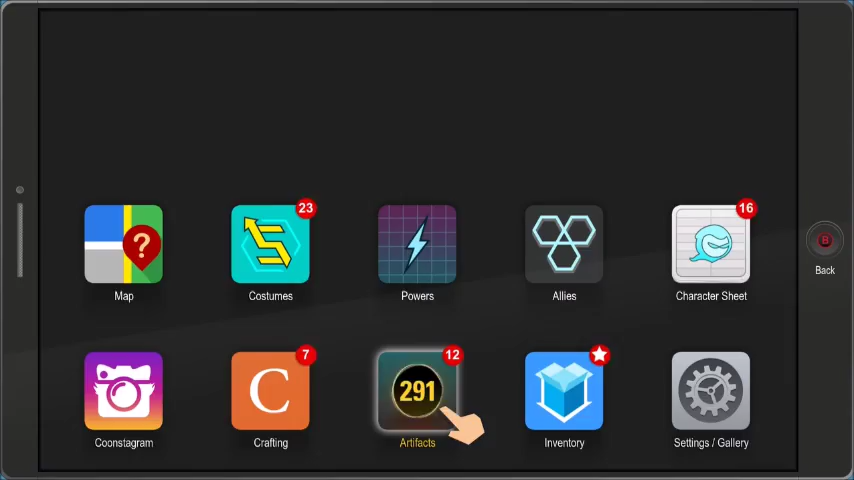 23
16
?
B
Map
Costumes
Powers
Allies
Character Sheet
Back
7
12
C
291
Coonstagram
Crafting
Artifacts
Inventory
Settings / Gallery